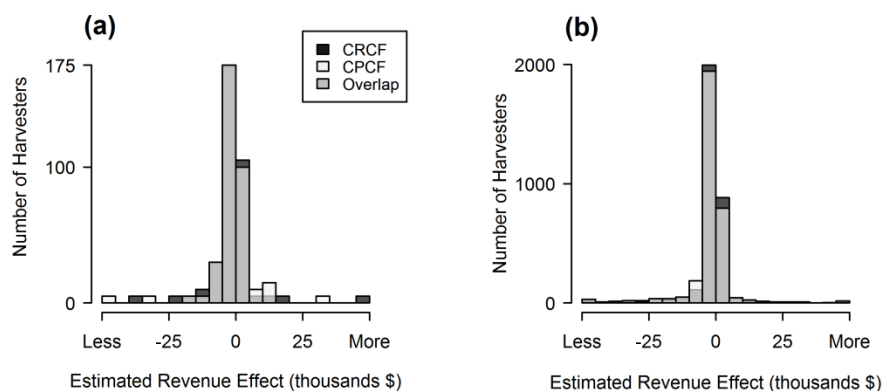 (a)
CRCF
CPCF
Overlap
Number of Harvesters
175
100
0
Less -25 0 25 More
Estimated Revenue Effect (thousands $)
(b)
Number of Harvesters
2000
1000
0
Less -25 0 25 More
Estimated Revenue Effect (thousands $)